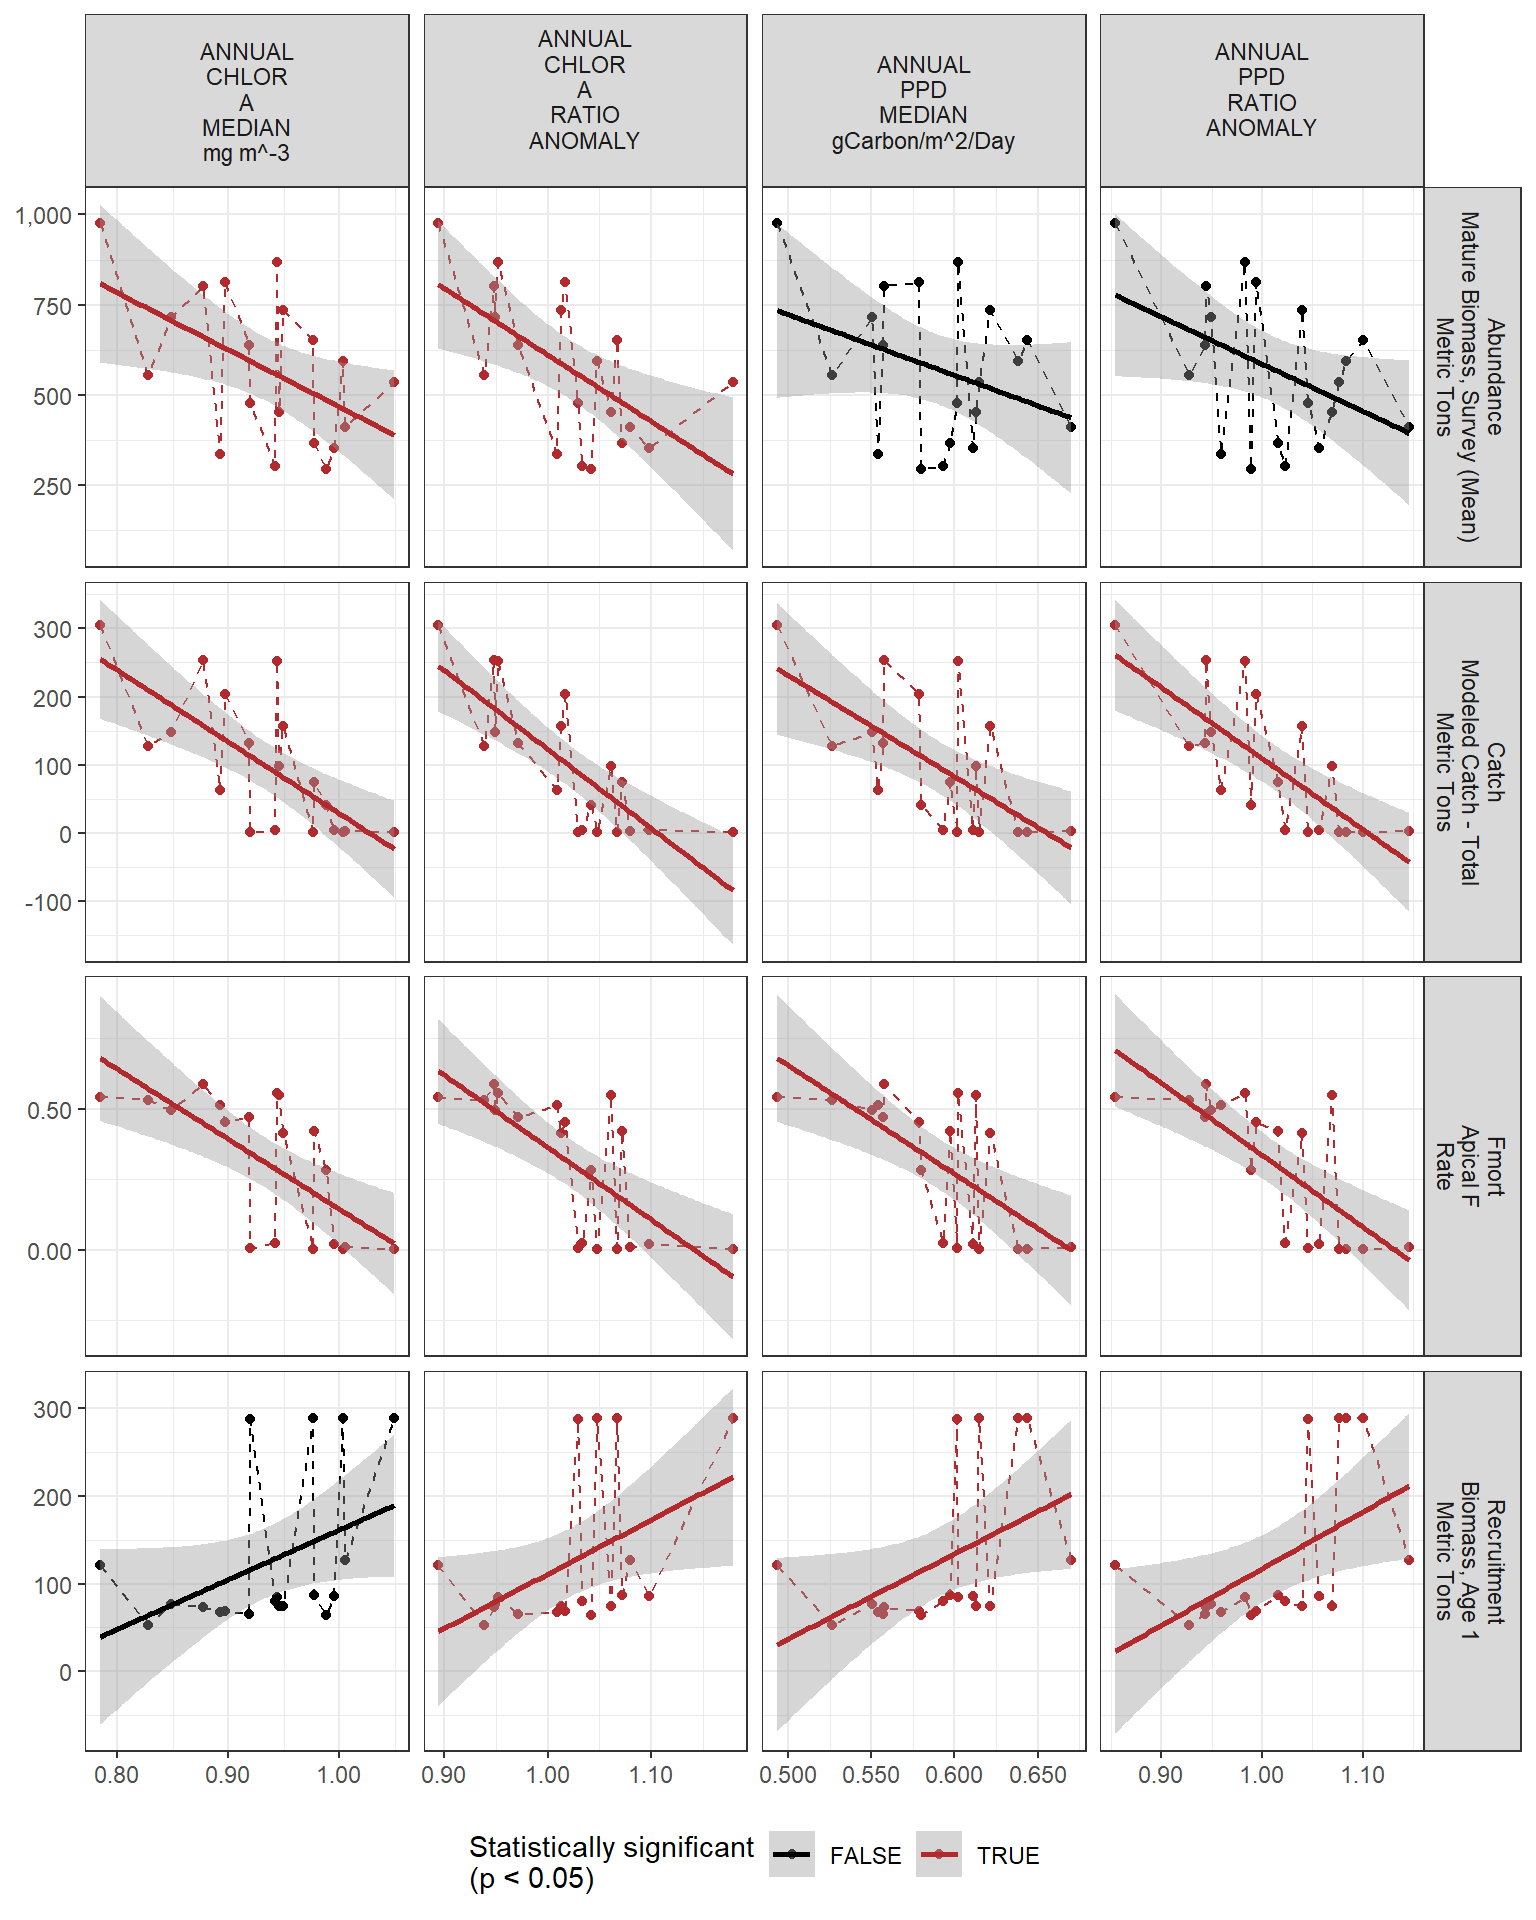 ANNUAL
CHLOR
A
MEDIAN
mg m^-3
ANNUAL
CHLOR
A
RATIO
ANOMALY
ANNUAL
PPD
MEDIAN
gCarbon/m^2/Day
ANNUAL
PPD
RATIO
ANOMALY
1,000
750
500
250
Abundance
Mature Biomass, Survey (Mean)
Metric Tons
300
200
100
0
-100
Catch
Modeled Catch - Total
Metric Tons
0.50
0.00
Fmort
Apical F
Rate
300
200
100
0
Recruitment
Biomass, Age 1
Metric Tons
0.80 0.90 1.00
0.90 1.00 1.10
0.500 0.550 0.600 0.650
0.90 1.00 1.10
Statistically significant
(p < 0.05)
FALSE
TRUE